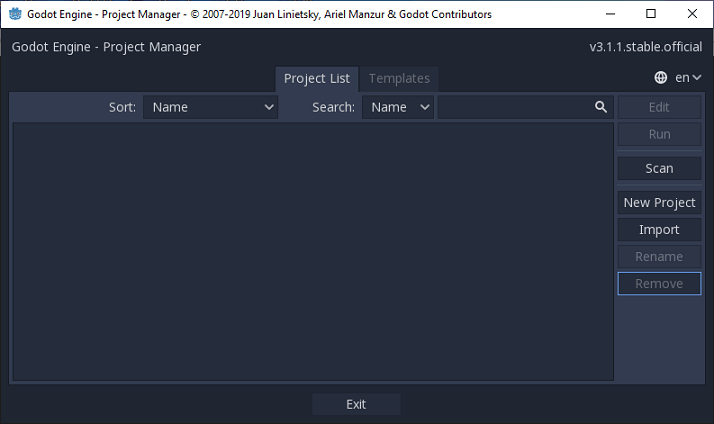 Godot Engine - Project Manager - © 2007-2019 Juan Linietsky, Ariel Manzur & Godot Contributors
Godot Engine - Project Manager
v3.1.1.stable.official
Project List
Templates
en
Sort:
Name
Search:
Name
Edit
Run
Scan
New Project
Import
Rename
Remove
Exit